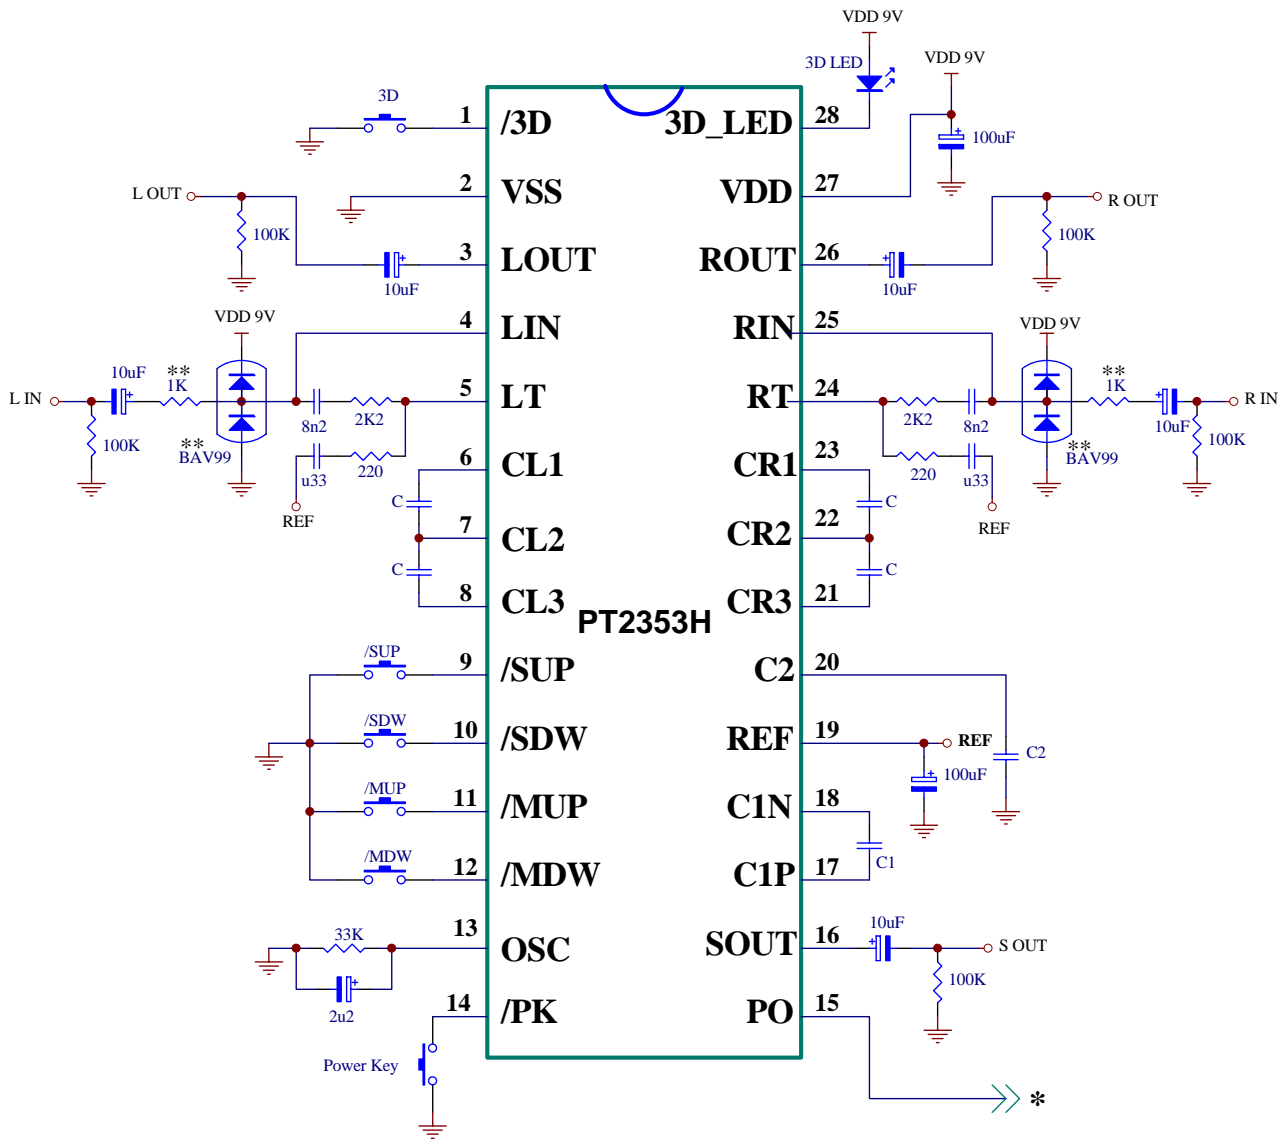 VDD 9V
3D LED
VDD 9V
3D
1 /3D 3D_LED 28
100uF
2 VSS VDD 27
L OUT
R OUT
100K
100K
3 LOUT ROUT 26
10uF
10uF
4 LIN RIN 25
VDD 9V
VDD 9V
10uF
**
1K
**
1K
L IN
R IN
5 LT RT 24
100K
8n2
2K2
2K2
8n2
10uF
100K
**
BAV99
**
BAV99
6 CL1 CR1 23
u33
220
220
u33
C
C
REF
REF
7 CL2 CR2 22
C
C
8 CL3 CR3 21
PT2353H
/SUP
9 /SUP C2 20
/SDW
10 /SDW REF 19
REF
C2
100uF
/MUP
11 /MUP C1N 18
/MDW
C1
12 /MDW C1P 17
10uF
33K
13 OSC SOUT 16
S OUT
100K
2u2
14 /PK PO 15
Power Key
*